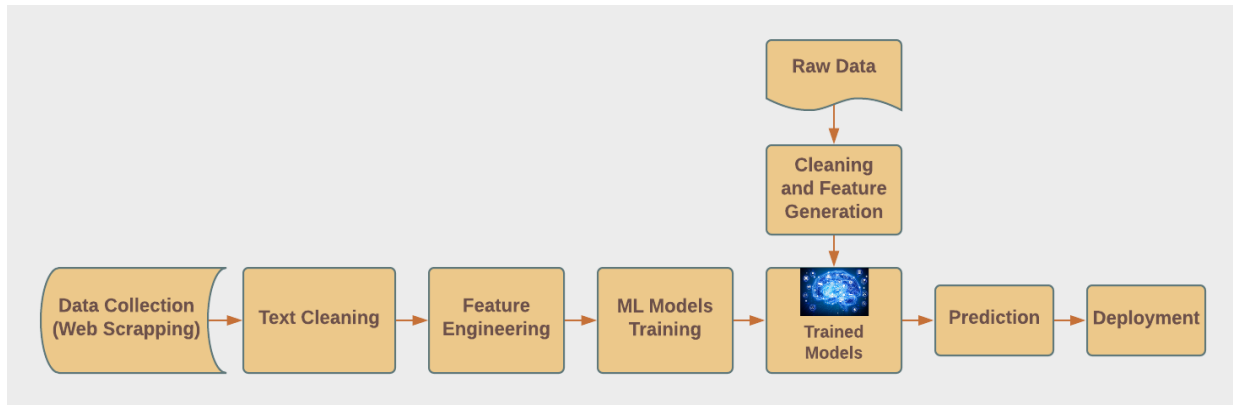 Raw Data
Cleaning
and Feature
Generation
Data Collection
(Web Scrapping)
Text Cleaning
Feature
Engineering
ML Models
Training
Trained
Models
Prediction
Deployment